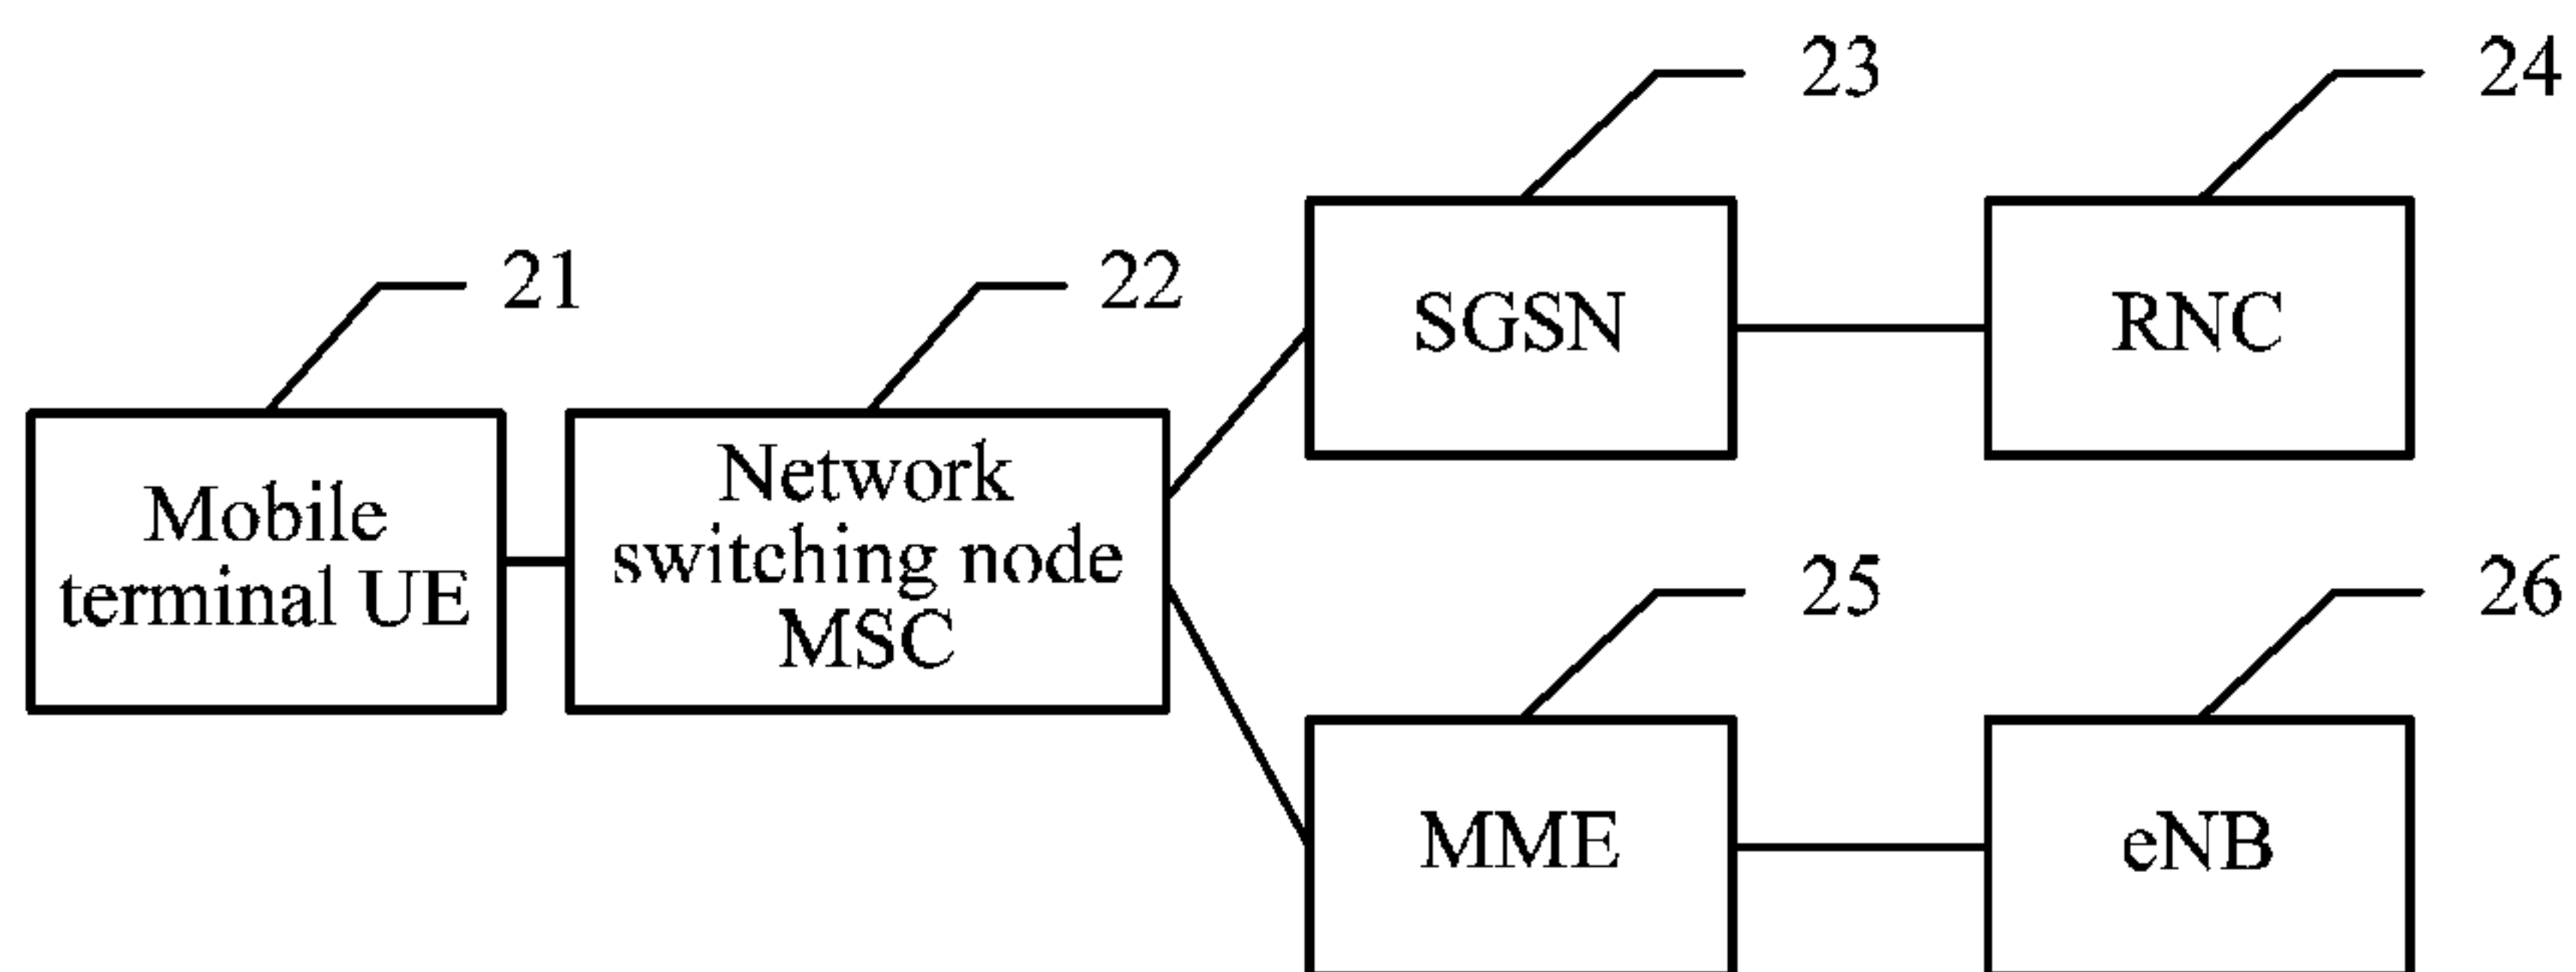 23
24
21
22
SGSN
RNC
Mobile
terminal UE
Network
switching node
MSC
25
26
MME
eNB